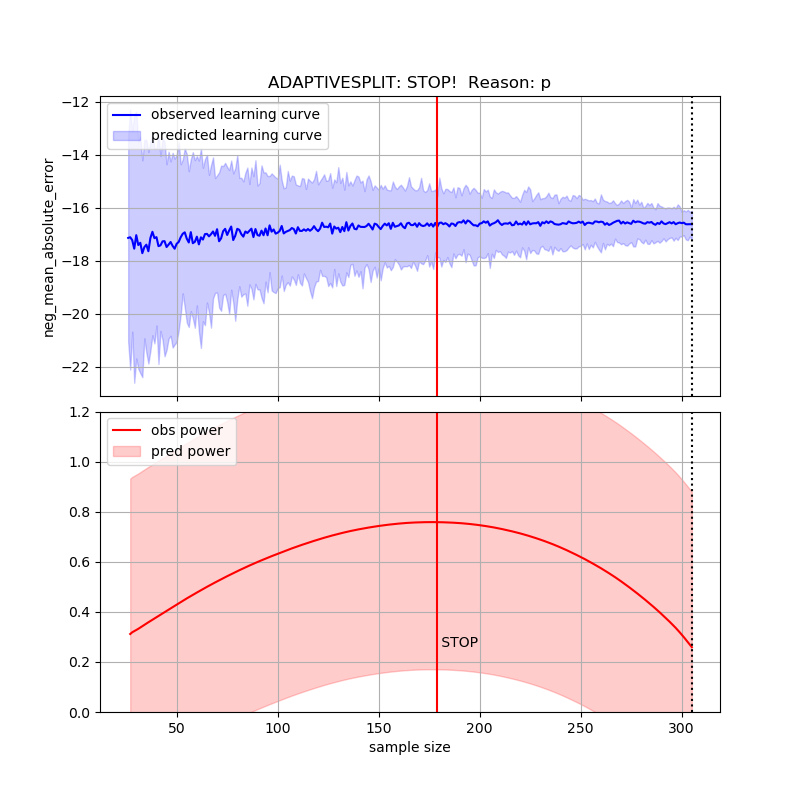 ADAPTIVESPLIT: STOP!  Reason: p
−12
−14
−16
−18
−20
−22
neg_mean_absolute_error
observed learning curve
predicted learning curve
1.2
1.0
0.8
0.6
0.4
0.2
0.0
obs power
pred power
STOP
50
100
150
200
250
300
sample size